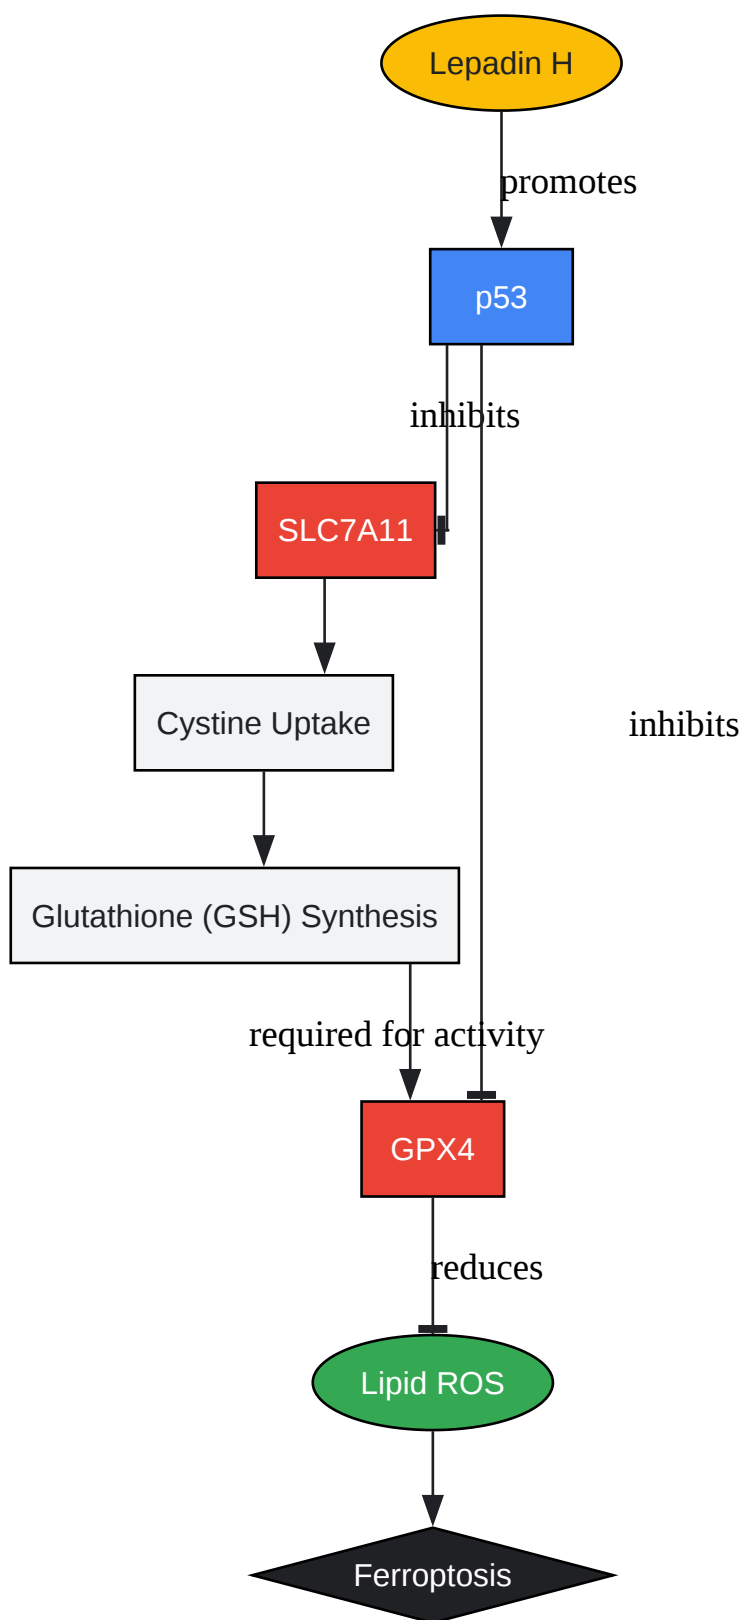 Lepadin H
promotes
p53
inhibits
SLC7A11
Cystine Uptake
inhibits
Glutathione (GSH) Synthesis
required for activity
GPX4
reduces
Lipid ROS
Ferroptosis